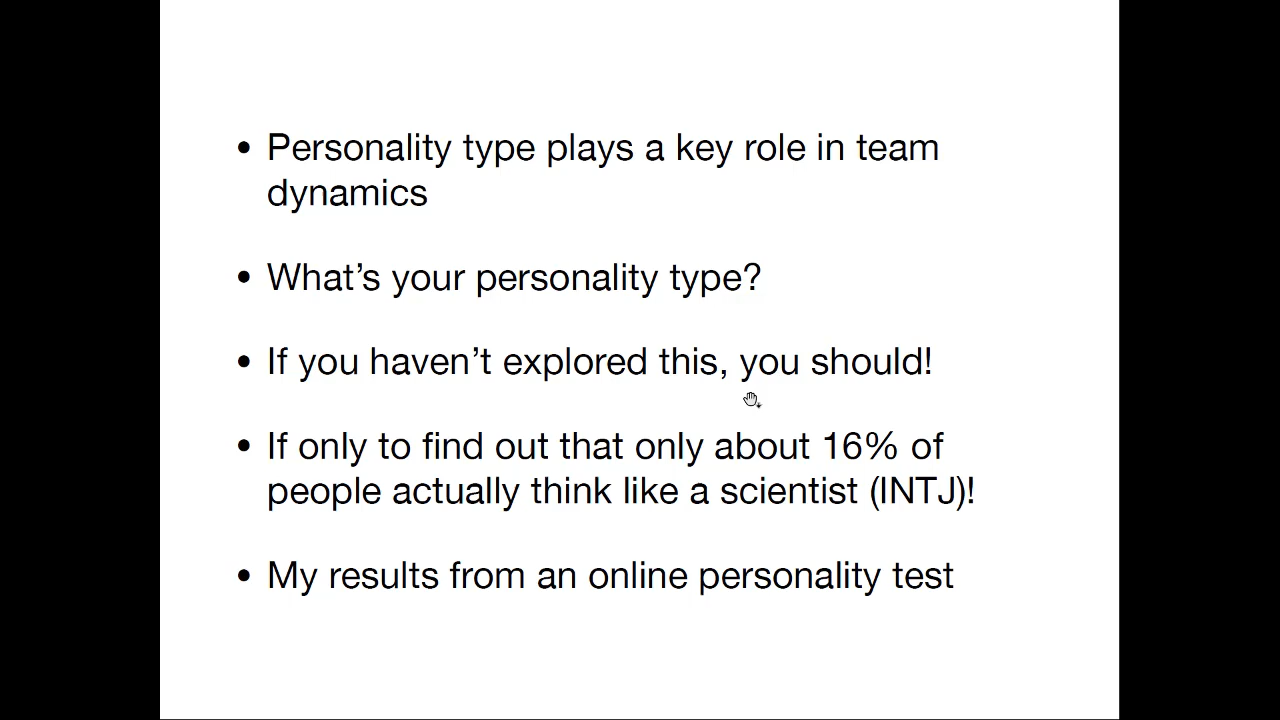 • Personality type plays a key role in team
dynamics
• What's your personality type?
• If you haven't explored this, you should!
• If only to find out that only about 16% of
people actually think like a scientist (INTJ)!
• My results from an online personality test